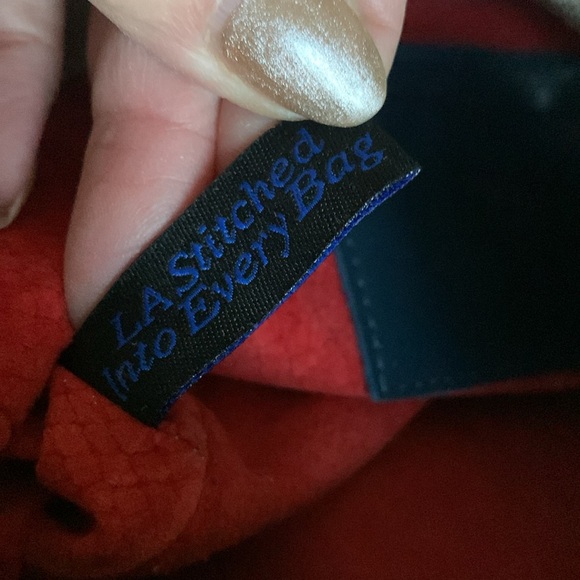 LA Stitched
Into Every Bag